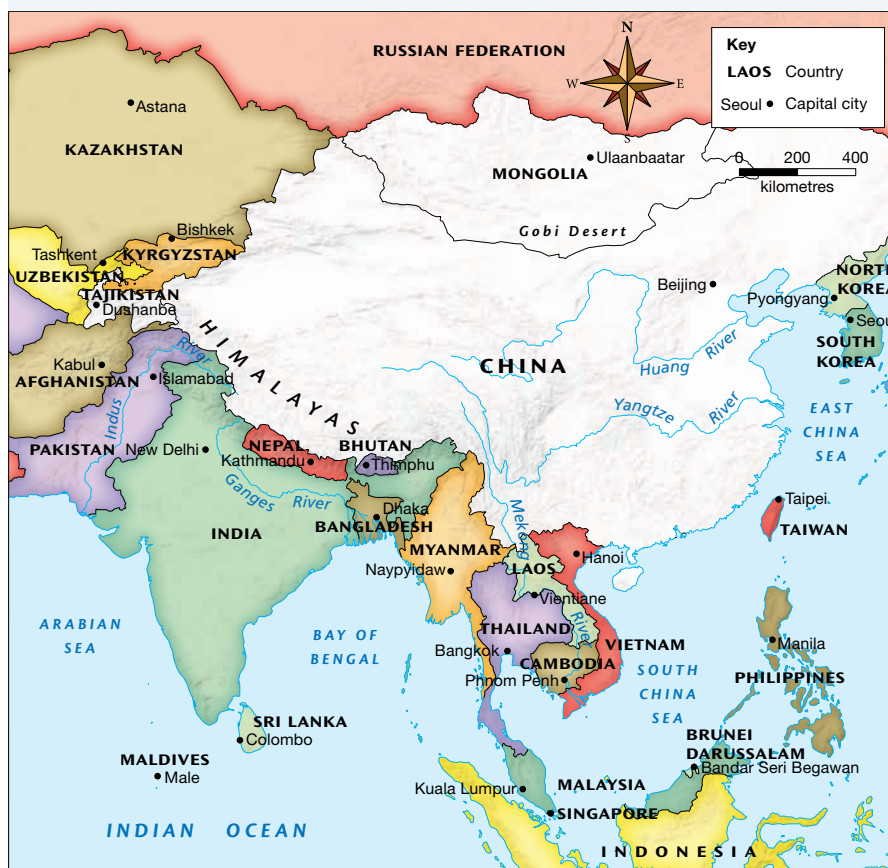 RUSSIAN FEDERATION
N
W
E
S
Key
LAOS Country
Seoul • Capital city
0 200 400
kilometres
Astana
KAZAKHSTAN
Ulaanbaatar
MONGOLIA
Gobi Desert
Bishkek
Tashkent
KYRGYZSTAN
UZBEKISTAN
TAJIKISTAN
Dushanbe
Beijing
NORTH
KOREA
Pyongyang
Seoul
SOUTH
KOREA
HIMALAYAS
CHINA
Huang River
Yangtze River
Kabul
AFGHANISTAN
Islamabad
Indus River
PAKISTAN
New Delhi
NEPAL
Kathmandu
BHUTAN
Thimphu
Ganges River
EAST
CHINA
SEA
Dhaka
BANGLADESH
INDIA
Mekong River
Taipei
TAIWAN
MYANMAR
Naypyidaw
Hanoi
LAOS
Vientiane
ARABIAN
SEA
BAY OF
BENGAL
THAILAND
Bangkok
VIETNAM
CAMBODIA
Phnom Penh
SOUTH
CHINA
SEA
Manila
PHILIPPINES
SRI LANKA
Colombo
MALDIVES
Male
BRUNEI
DARUSSALAM
Bandar Seri Begawan
MALAYSIA
Kuala Lumpur
SINGAPORE
INDIAN OCEAN
INDONESIA